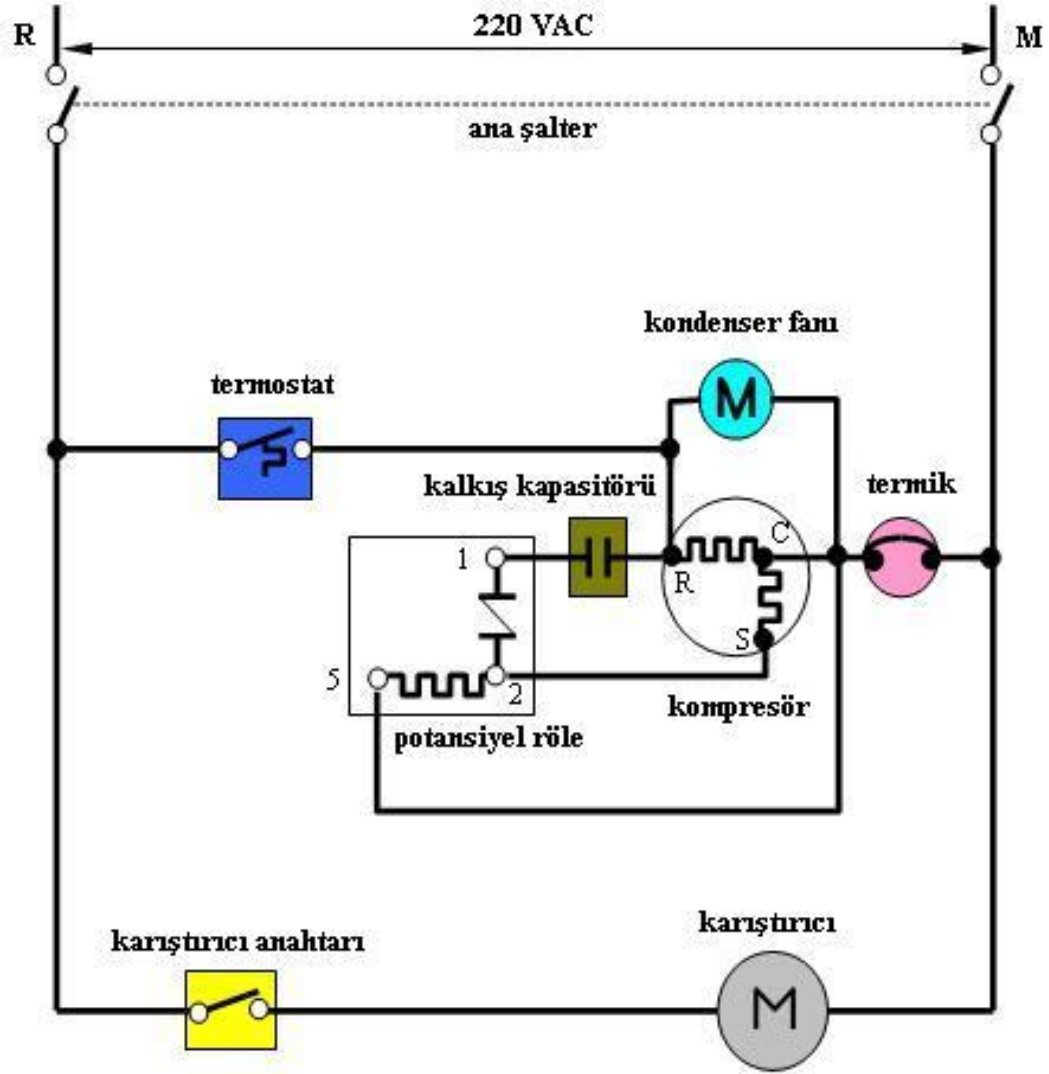 R 220 VAC M
ana şalter
kondenser fanı
M
termostat
kalkış kapasitörü
termik
1
C
R
S
5
2
kompresör
potansiyel röle
karıştırıcı
karıştırıcı anahtarı
M